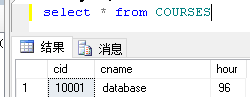 select * from COURSES
结果 消息
cid cname hour
1 10001 database 96